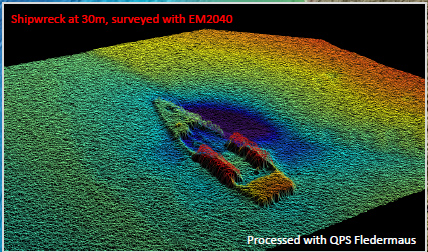 Shipwreck at 30m, surveyed with EM2040
Processed with QPS Fledermaus